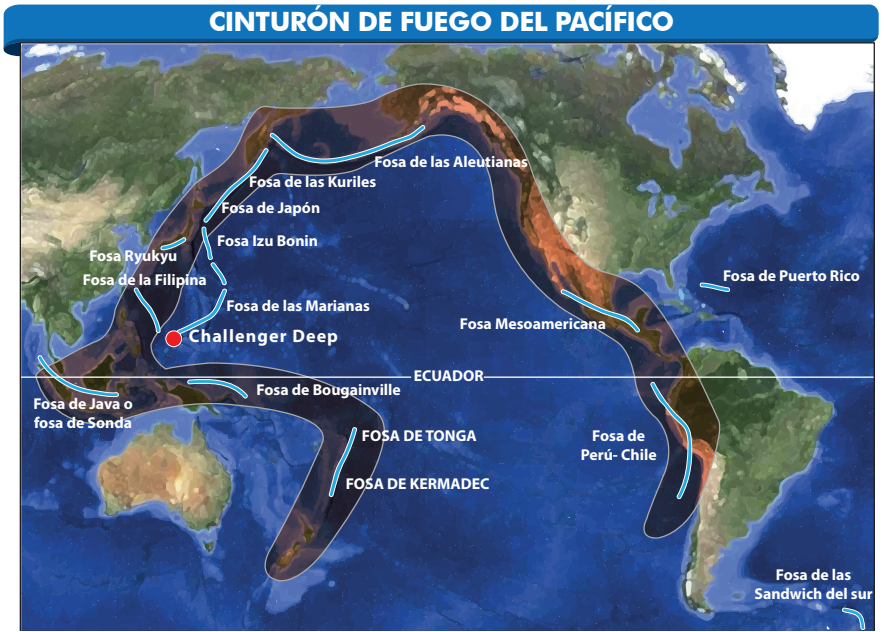 CINTURÓN DE FUEGO DEL PACÍFICO
Fosa de las Aleutianas
Fosa de las Kuriles
Fosa de Japón
Fosa Izu Bonin
Fosa Ryukyu
Fosa de la Filipina
Fosa de las Marianas
Challenger Deep
Fosa de Puerto Rico
Fosa Mesoamericana
ECUADOR
Fosa de Bougainville
Fosa de Java o
fosa de Sonda
FOSA DE TONGA
Fosa de
Perú- Chile
FOSA DE KERMADEC
Fosa de las
Sandwich del sur